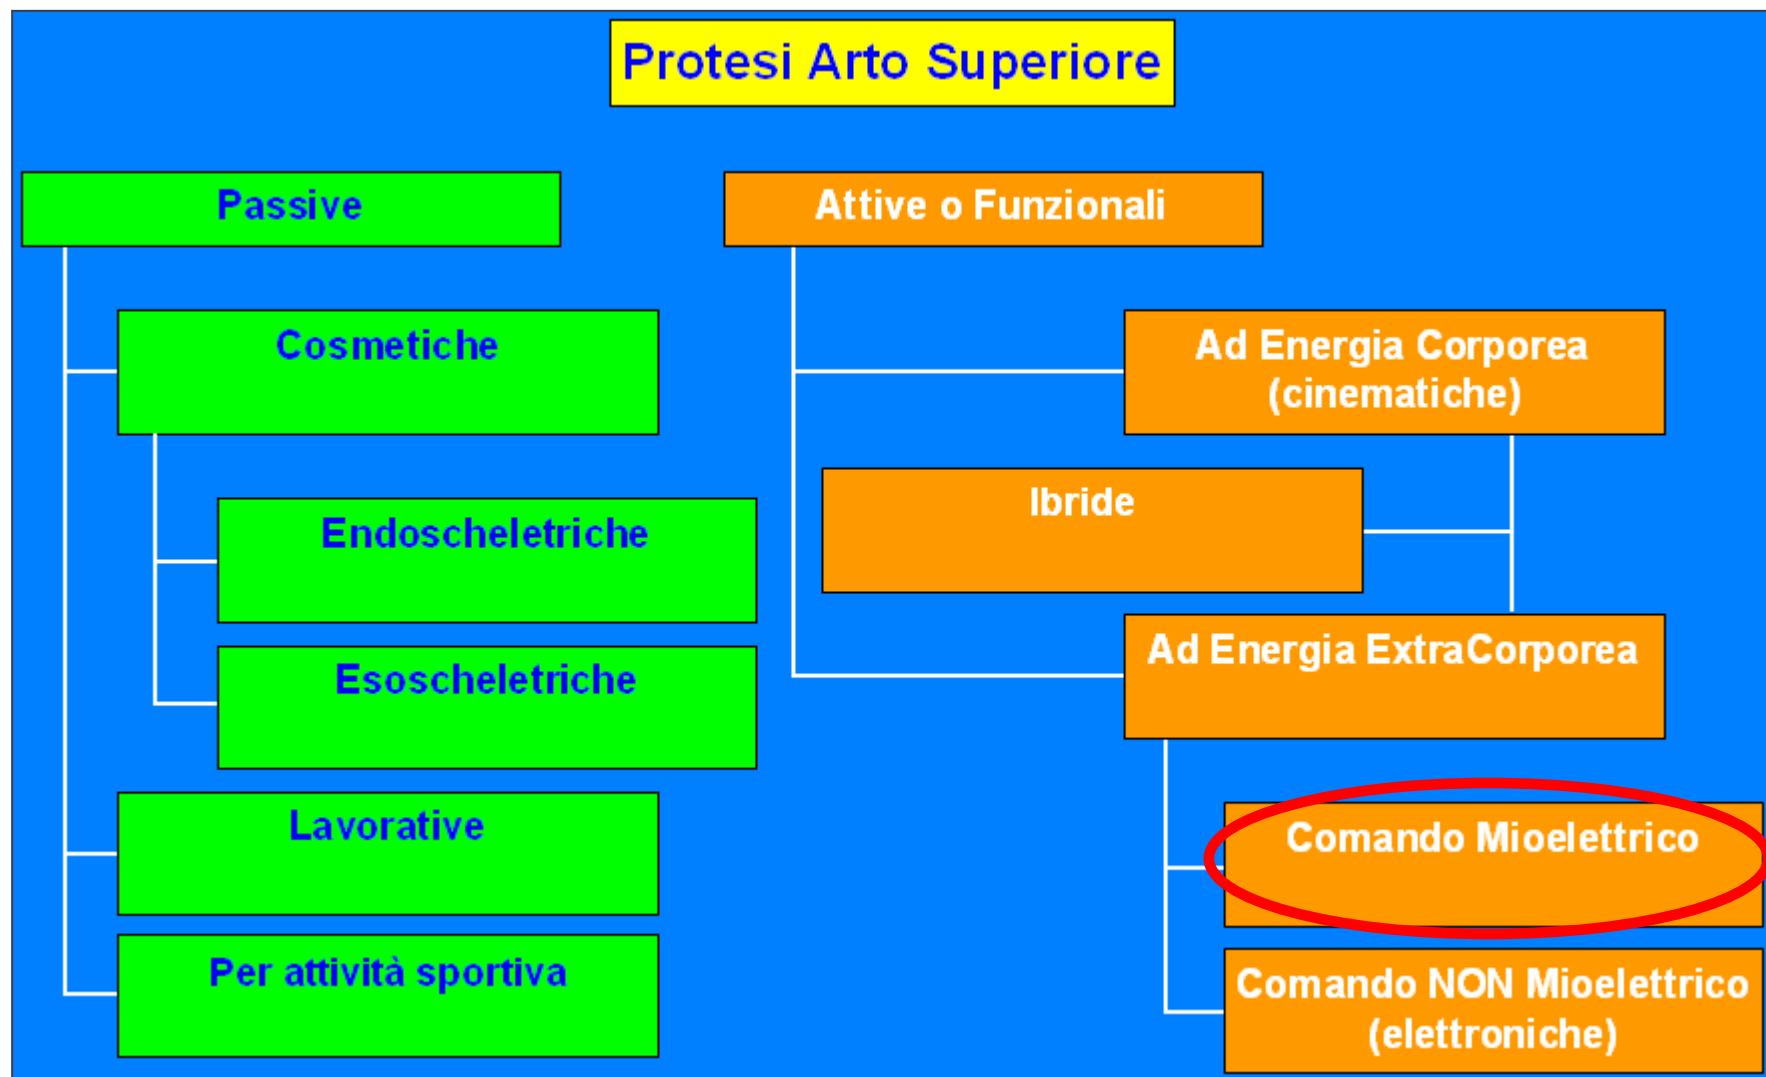 Protesi Arto Superiore
Passive
Cosmetiche
Endoscheletriche
Esoscheletriche
Lavorative
Per attività sportiva
Attive o Funzionali
Ad Energia Corporea
(cinematiche)
Ibride
Ad Energia ExtraCorporea
Comando Mioelettrico
Comando NON Mioelettrico
(elettroniche)